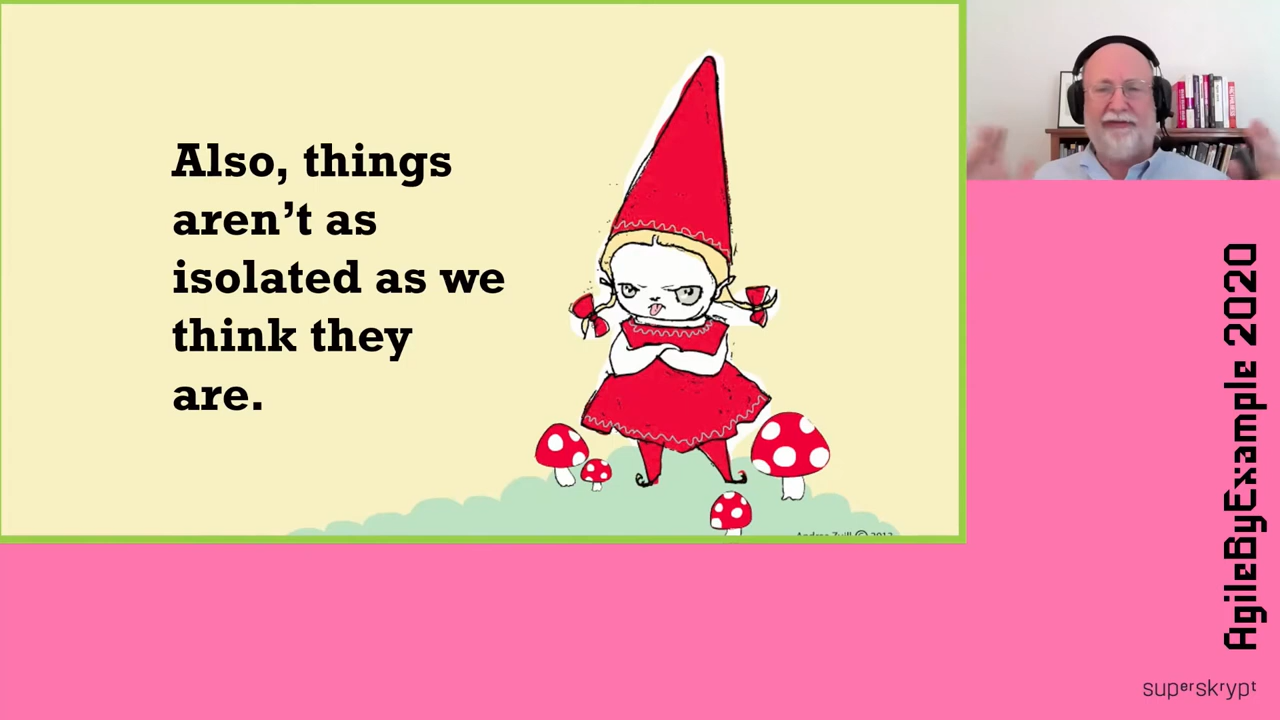 Also, things
aren’t as
isolated as we
think they
are.
AgileByExample 2020
superskrypt